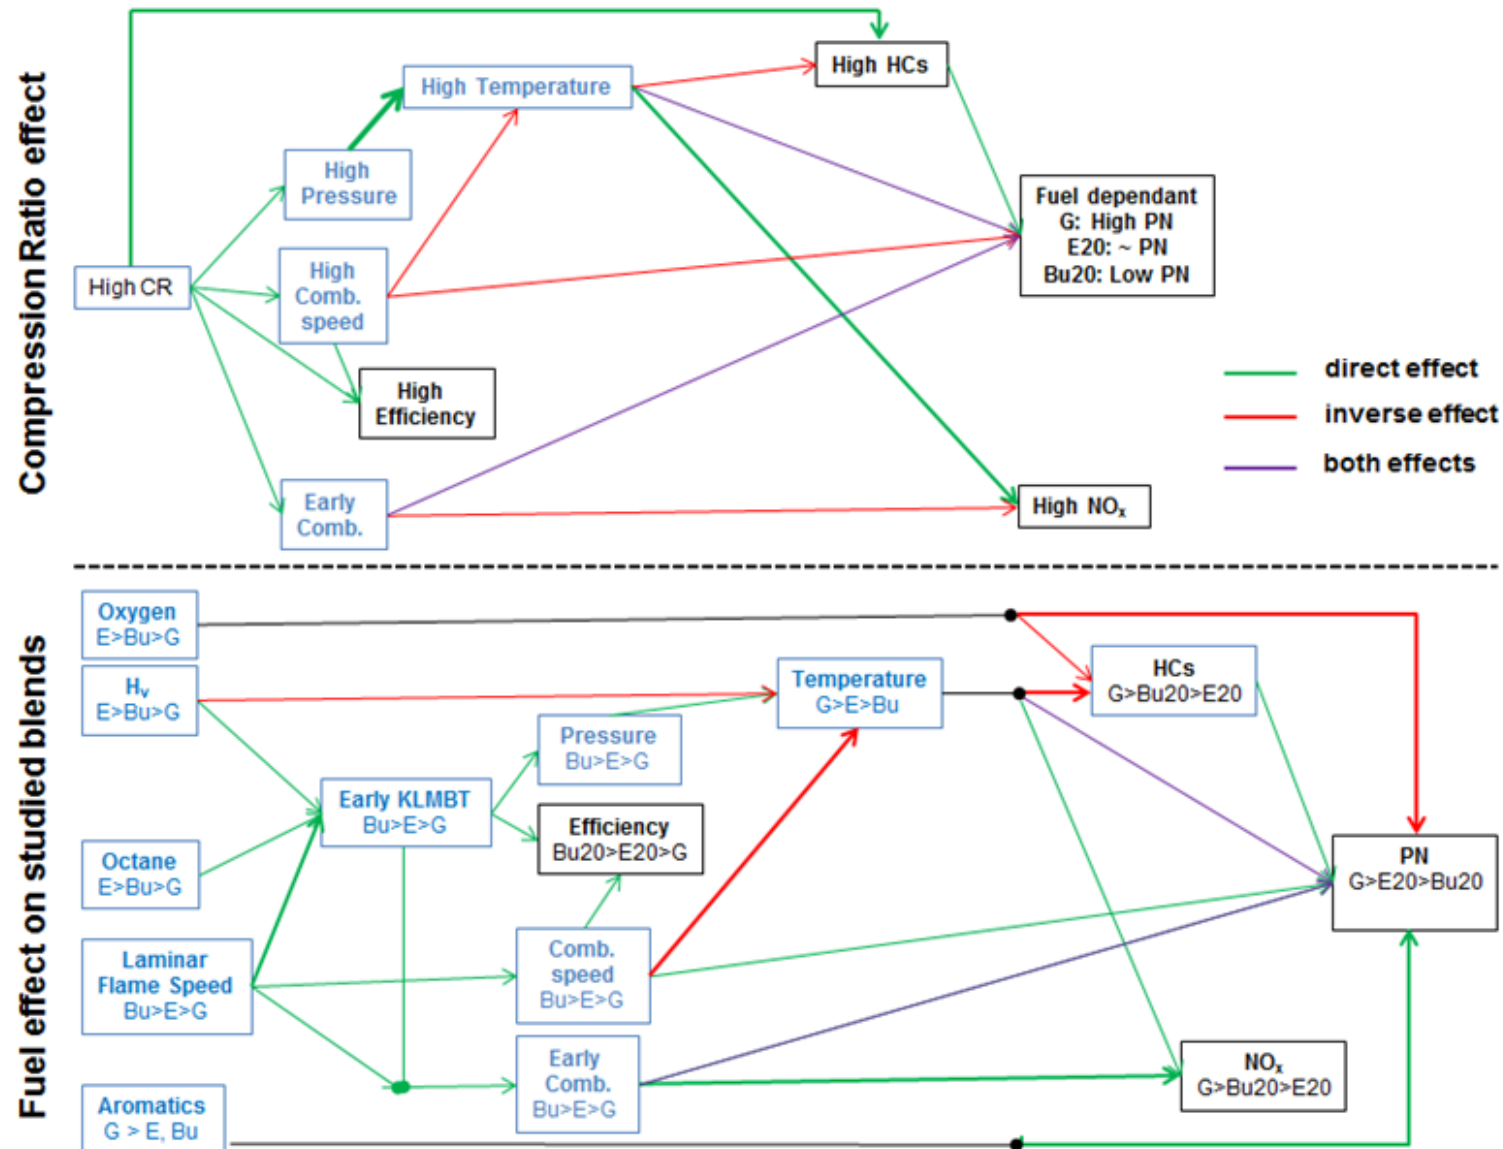 Compression Ratio effect
High HCs
High Temperature
High
Pressure
Fuel dependant
G: High PN
E20: ~ PN
Bu20: Low PN
High CR
High
Comb.
speed
High
Efficiency
direct effect
inverse effect
both effects
Early
Comb.
High NOx
Fuel effect on studied blends
Oxygen
E>Bu>G
Hv
E>Bu>G
HCs
G>Bu20>E20
Temperature
G>E>Bu
Pressure
Bu>E>G
Early KLMBT
Bu>E>G
Efficiency
Bu20>E20>G
Octane
E>Bu>G
PN
G>E20>Bu20
Laminar
Flame Speed
Bu>E>G
Comb.
speed
Bu>E>G
Early
Comb.
Bu>E>G
NOx
G>Bu20>E20
Aromatics
G > E, Bu